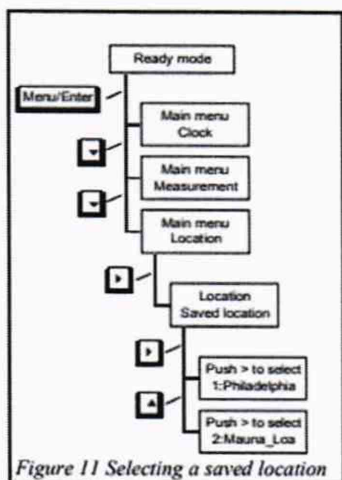 Ready mode
Menu/Enter
Main menu
Clock
Main menu
Measurement
Main menu
Location
Location
Saved location
Push > to select
1:Philadelphia
Push > to select
2:Mauna_Loa
Figure 11 Selecting a saved location